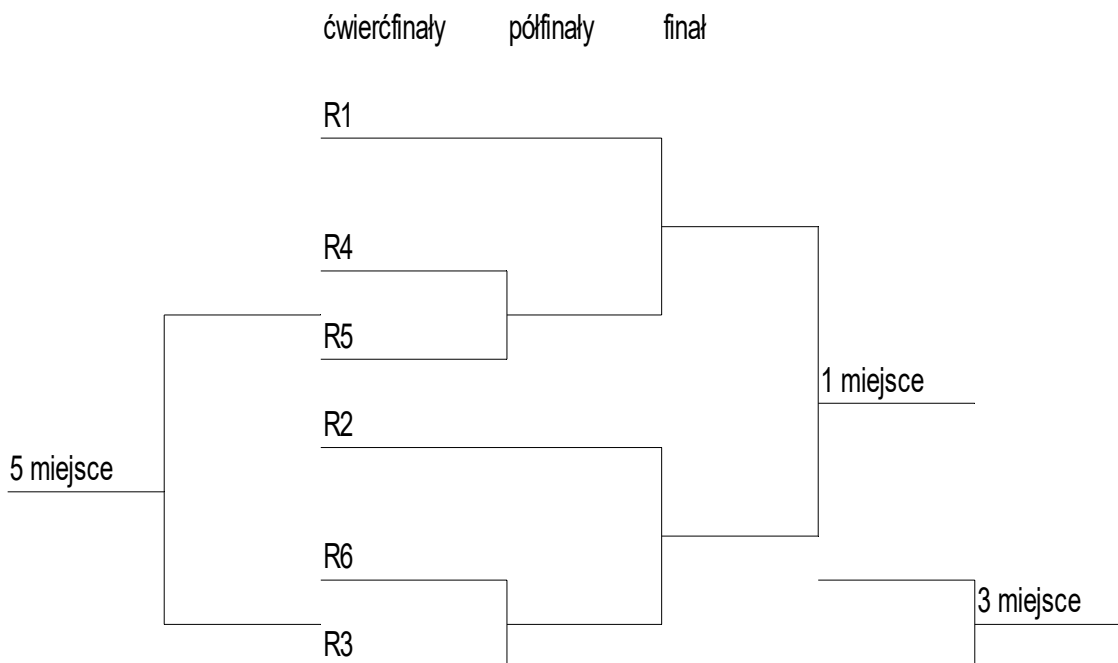 ćwierćfinały półfinały finał
R1
R4
R5
1 miejsce
R2
5 miejsce
R6
3 miejsce
R3